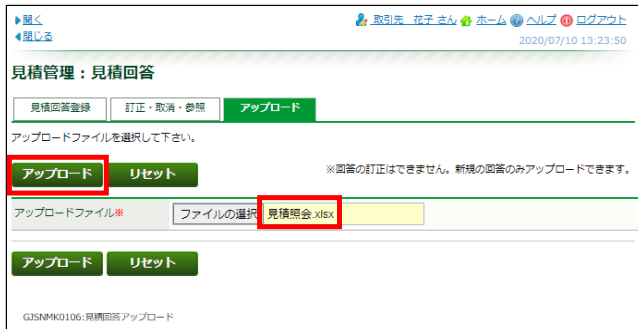 開く
閉じる
取引先 花子 さん ホーム ヘルプ ログアウト
2020/07/10 13:23:50
見積管理：見積回答
見積回答登録 訂正・取消・参照 アップロード
アップロードファイルを選択して下さい。
アップロード リセット ※回答の訂正はできません。新規の回答のみアップロードできます。
アップロードファイル※ ファイルの選択 見積照会.xlsx
アップロード リセット
GJSNMK0106:見積回答アップロード